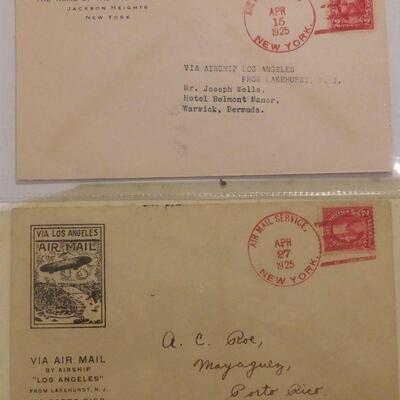 JACKSON HEIGHTS
NEW YORK
APR
15
1925
NEW YORK.
VIA AIRSHIP LOS ANGELES
FROM LAKEHURST, N. J.
Mr. Joseph Wells,
Hotel Belmont Manor,
Warwick, Bermuda.
VIA LOS ANGELES
AIR MAIL
AIR MAIL SERVICE.
APR
27
1925
NEW YORK.
A. C. Roe,
Mayaguez,
Porto Rico.
VIA AIR MAIL
BY AIRSHIP
"LOS ANGELES"
FROM LAKEHURST, N. J.